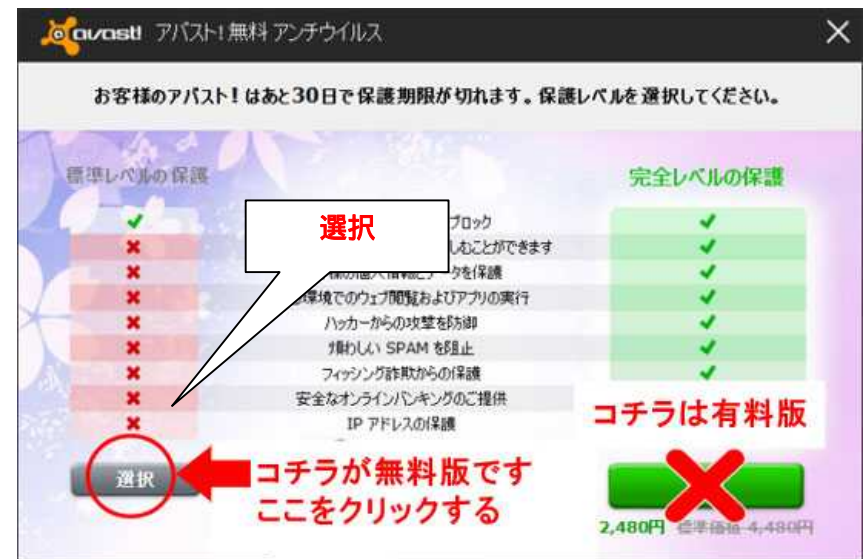 avast! アバスト! 無料 アンチウイルス
お客様のアバスト! はあと30日で保護期限が切れます。保護レベルを選択してください。
標準レベルの保護
完全レベルの保護
選択
ブロック
しむことができます
データを保護
環境でのウェブ閲覧およびアプリの実行
ハッカーからの攻撃を防御
煩わしい SPAM を阻止
フィッシング詐欺からの保護
安全なオンラインバンキングのご提供
IP アドレスの保護
コチラは有料版
選択
コチラが無料版です
ここをクリックする
2,480円 標準価格 4,480円